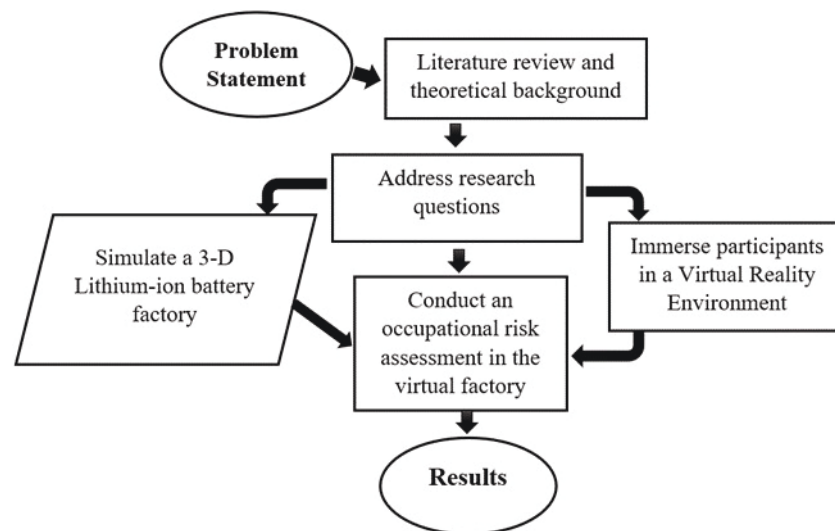 Problem
Statement
Literature review and
theoretical background
Address research
questions
Simulate a 3-D
Lithium-ion battery
factory
Immerse participants
in a Virtual Reality
Environment
Conduct an
occupational risk
assessment in the
virtual factory
Results